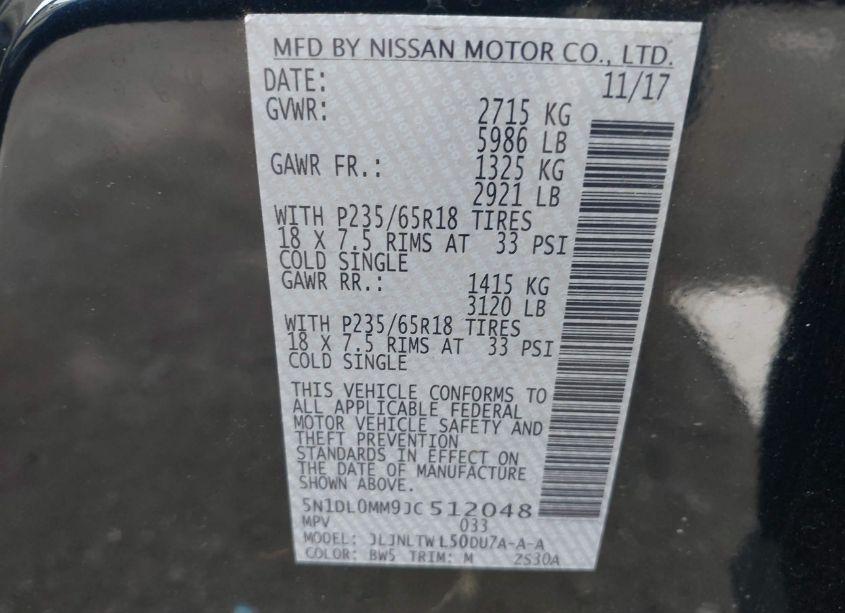 MFD BY NISSAN MOTOR CO., LTD.
DATE: 11/17
GVWR: 2715 KG
5986 LB
GAWR FR.: 1325 KG
2921 LB
WITH P235/65R18 TIRES
18 X 7.5 RIMS AT 33 PSI
COLD SINGLE
GAWR RR.: 1415 KG
3120 LB
WITH P235/65R18 TIRES
18 X 7.5 RIMS AT 33 PSI
COLD SINGLE
THIS VEHICLE CONFORMS TO
ALL APPLICABLE FEDERAL
MOTOR VEHICLE SAFETY AND
THEFT PREVENTION
STANDARDS IN EFFECT ON
THE DATE OF MANUFACTURE
SHOWN ABOVE.
5N1DL0MM9JC 512048
MPV 033
MODEL: JLJNLTWL50DU7A-A-A
COLOR: BW5 TRIM: M 2S30A